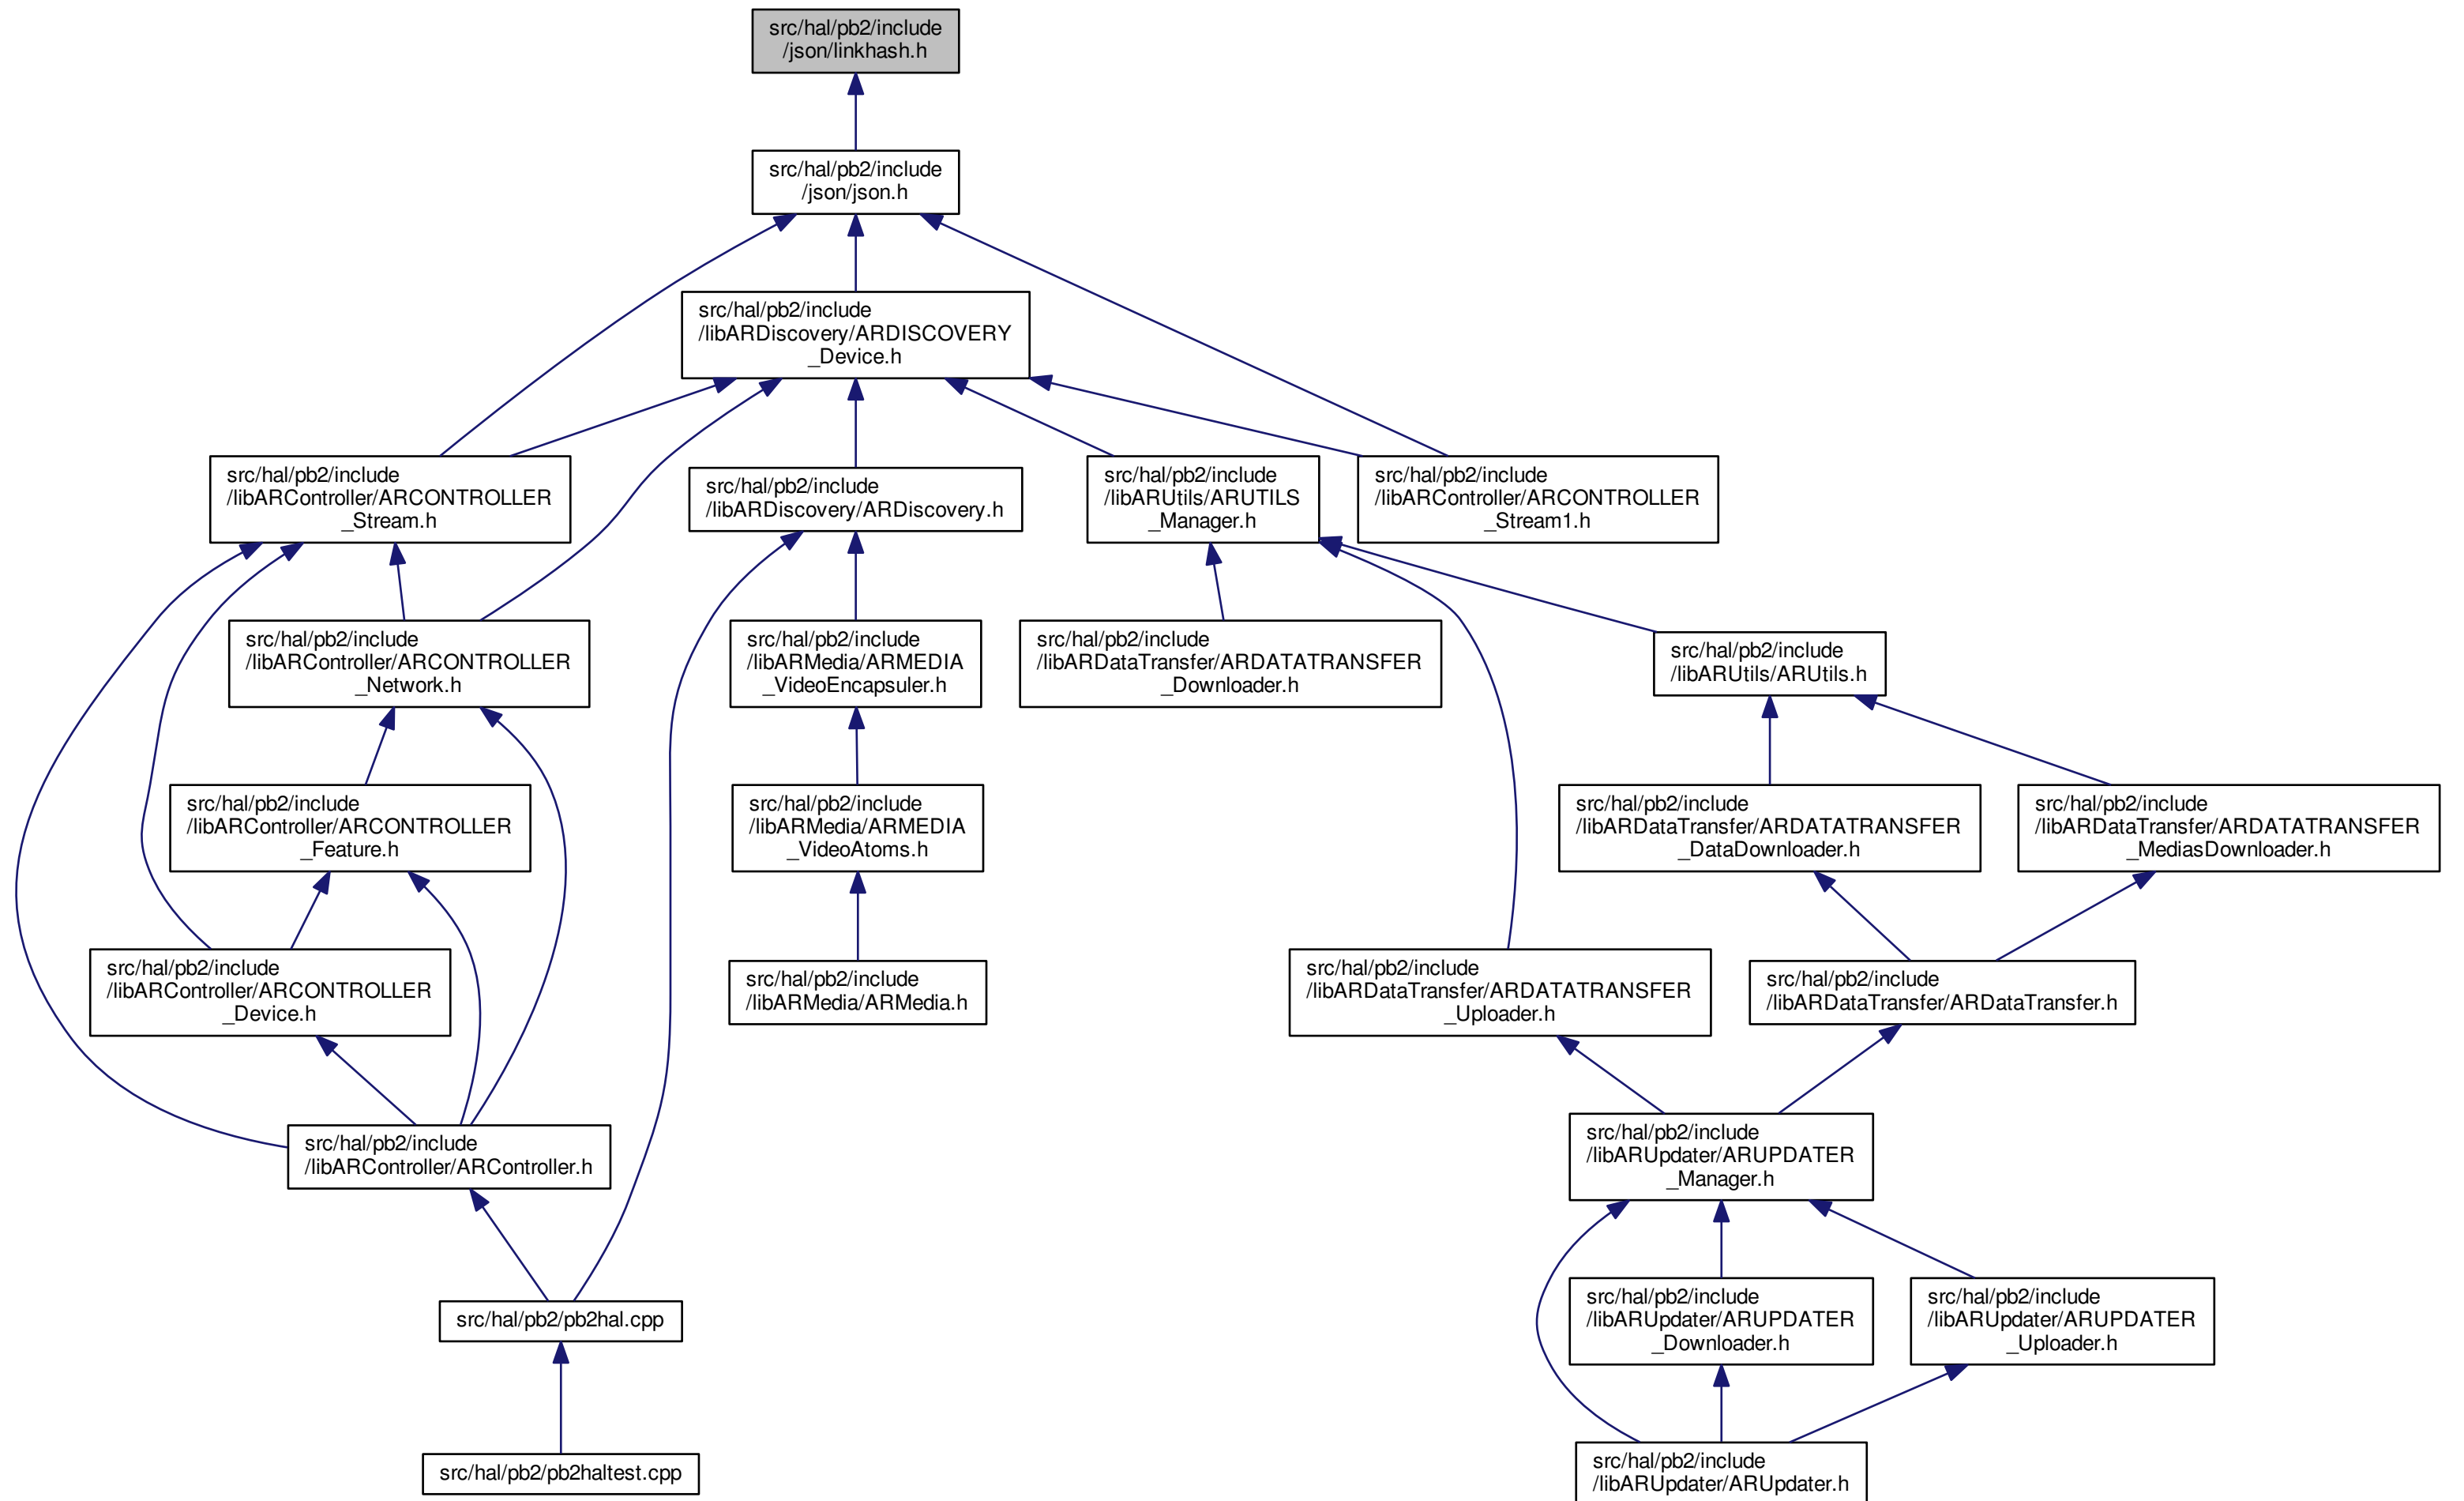 src/hal/pb2/include
/json/linkhash.h
src/hal/pb2/include
/json/json.h
src/hal/pb2/include
/libARDiscovery/ARDISCOVERY
_Device.h
src/hal/pb2/include
/libARController/ARCONTROLLER
_Stream.h
src/hal/pb2/include
/libARDiscovery/ARDiscovery.h
src/hal/pb2/include
/libARUtils/ARUTILS
_Manager.h
src/hal/pb2/include
/libARController/ARCONTROLLER
_Stream1.h
src/hal/pb2/include
/libARController/ARCONTROLLER
_Network.h
src/hal/pb2/include
/libARMedia/ARMEDIA
_VideoEncapsuler.h
src/hal/pb2/include
/libARDataTransfer/ARDATATRANSFER
_Downloader.h
src/hal/pb2/include
/libARUtils/ARUtils.h
src/hal/pb2/include
/libARController/ARCONTROLLER
_Feature.h
src/hal/pb2/include
/libARMedia/ARMEDIA
_VideoAtoms.h
src/hal/pb2/include
/libARDataTransfer/ARDATATRANSFER
_DataDownloader.h
src/hal/pb2/include
/libARDataTransfer/ARDATATRANSFER
_MediasDownloader.h
src/hal/pb2/include
/libARController/ARCONTROLLER
_Device.h
src/hal/pb2/include
/libARMedia/ARMedia.h
src/hal/pb2/include
/libARDataTransfer/ARDATATRANSFER
_Uploader.h
src/hal/pb2/include
/libARDataTransfer/ARDataTransfer.h
src/hal/pb2/include
/libARController/ARController.h
src/hal/pb2/include
/libARUpdater/ARUPDATER
_Manager.h
src/hal/pb2/pb2hal.cpp
src/hal/pb2/include
/libARUpdater/ARUPDATER
_Downloader.h
src/hal/pb2/include
/libARUpdater/ARUPDATER
_Uploader.h
src/hal/pb2/pb2haltest.cpp
src/hal/pb2/include
/libARUpdater/ARUpdater.h